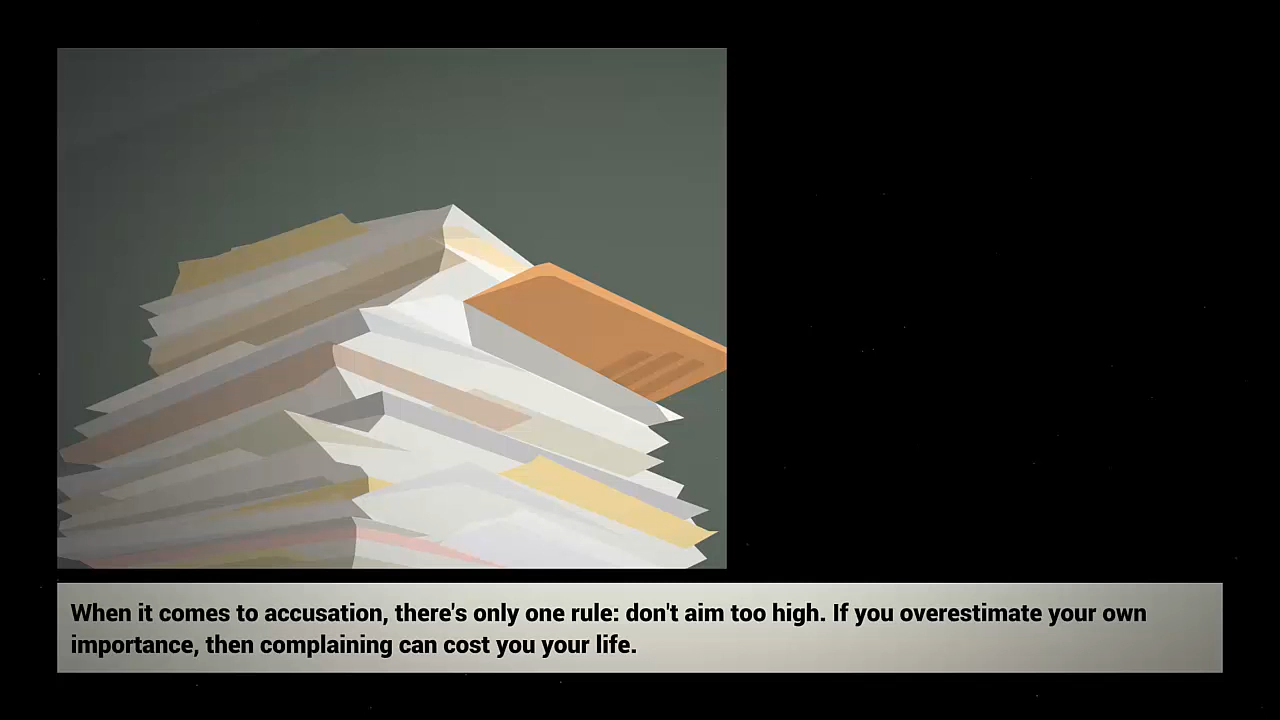 When it comes to accusation, there's only one rule: don't aim too high. If you overestimate your own
importance, then complaining can cost you your life.